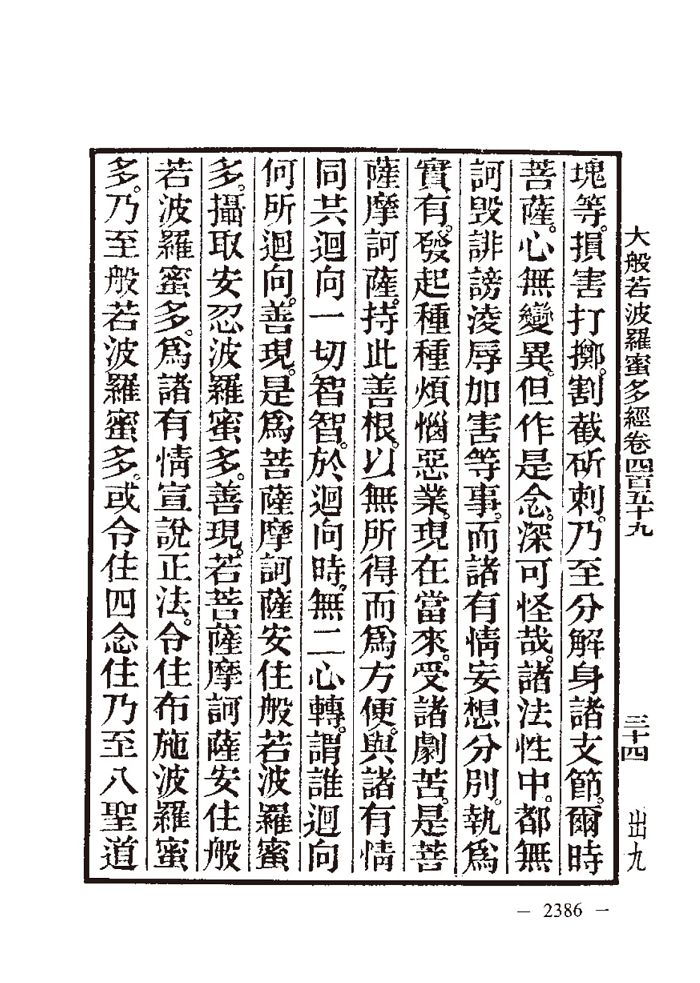 大般若波羅蜜多經卷四百五十九 三十四 出九
塊等。損害打擲。割截斫刺。乃至分解身諸支節。爾時
菩薩。心無變異。但作是念。深可怪哉。諸法性中。都無
訶毀誹謗淩辱加害等事。而諸有情妄想分別。執爲
實有。發起種種煩惱惡業。現在當來。受諸劇苦。是菩
薩摩訶薩。持此善根。以無所得而爲方便。與諸有情
同共迴向一切智智。於迴向時。無二心轉。謂誰迴向
何所迴向。善現。是爲菩薩摩訶薩安住般若波羅蜜
多。攝取安忍波羅蜜多。善現。若菩薩摩訶薩安住般
若波羅蜜多。爲諸有情宣說正法。令住布施波羅蜜
多。乃至般若波羅蜜多。或令住四念住乃至八聖道
— 2386 —